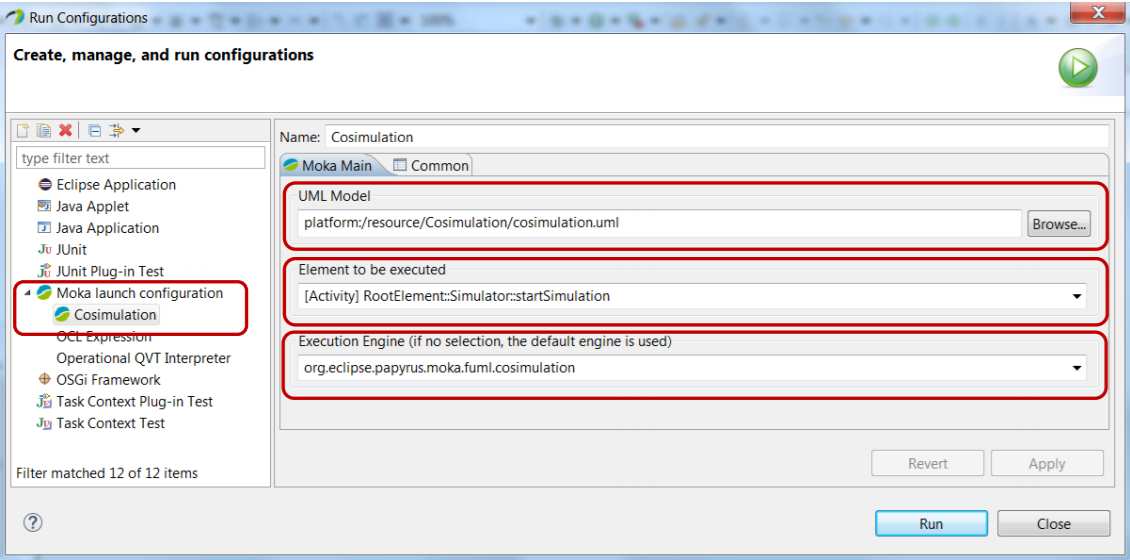 Run Configurations
Create, manage, and run configurations
type filter text
Eclipse Application
Java Applet
Java Application
Ju JUnit
JUnit Plug-in Test
Moka launch configuration
Cosimulation
OCL Expression
Operational QVT Interpreter
OSGi Framework
Task Context Plug-in Test
Ju Task Context Test
Filter matched 12 of 12 items
Name: Cosimulation
Moka Main Common
UML Model
platform:/resource/Cosimulation/cosimulation.uml Browse...
Element to be executed
[Activity] RootElement::Simulator::startSimulation
Execution Engine (if no selection, the default engine is used)
org.eclipse.papyrus.moka.fuml.cosimulation
Revert Apply
? Run Close